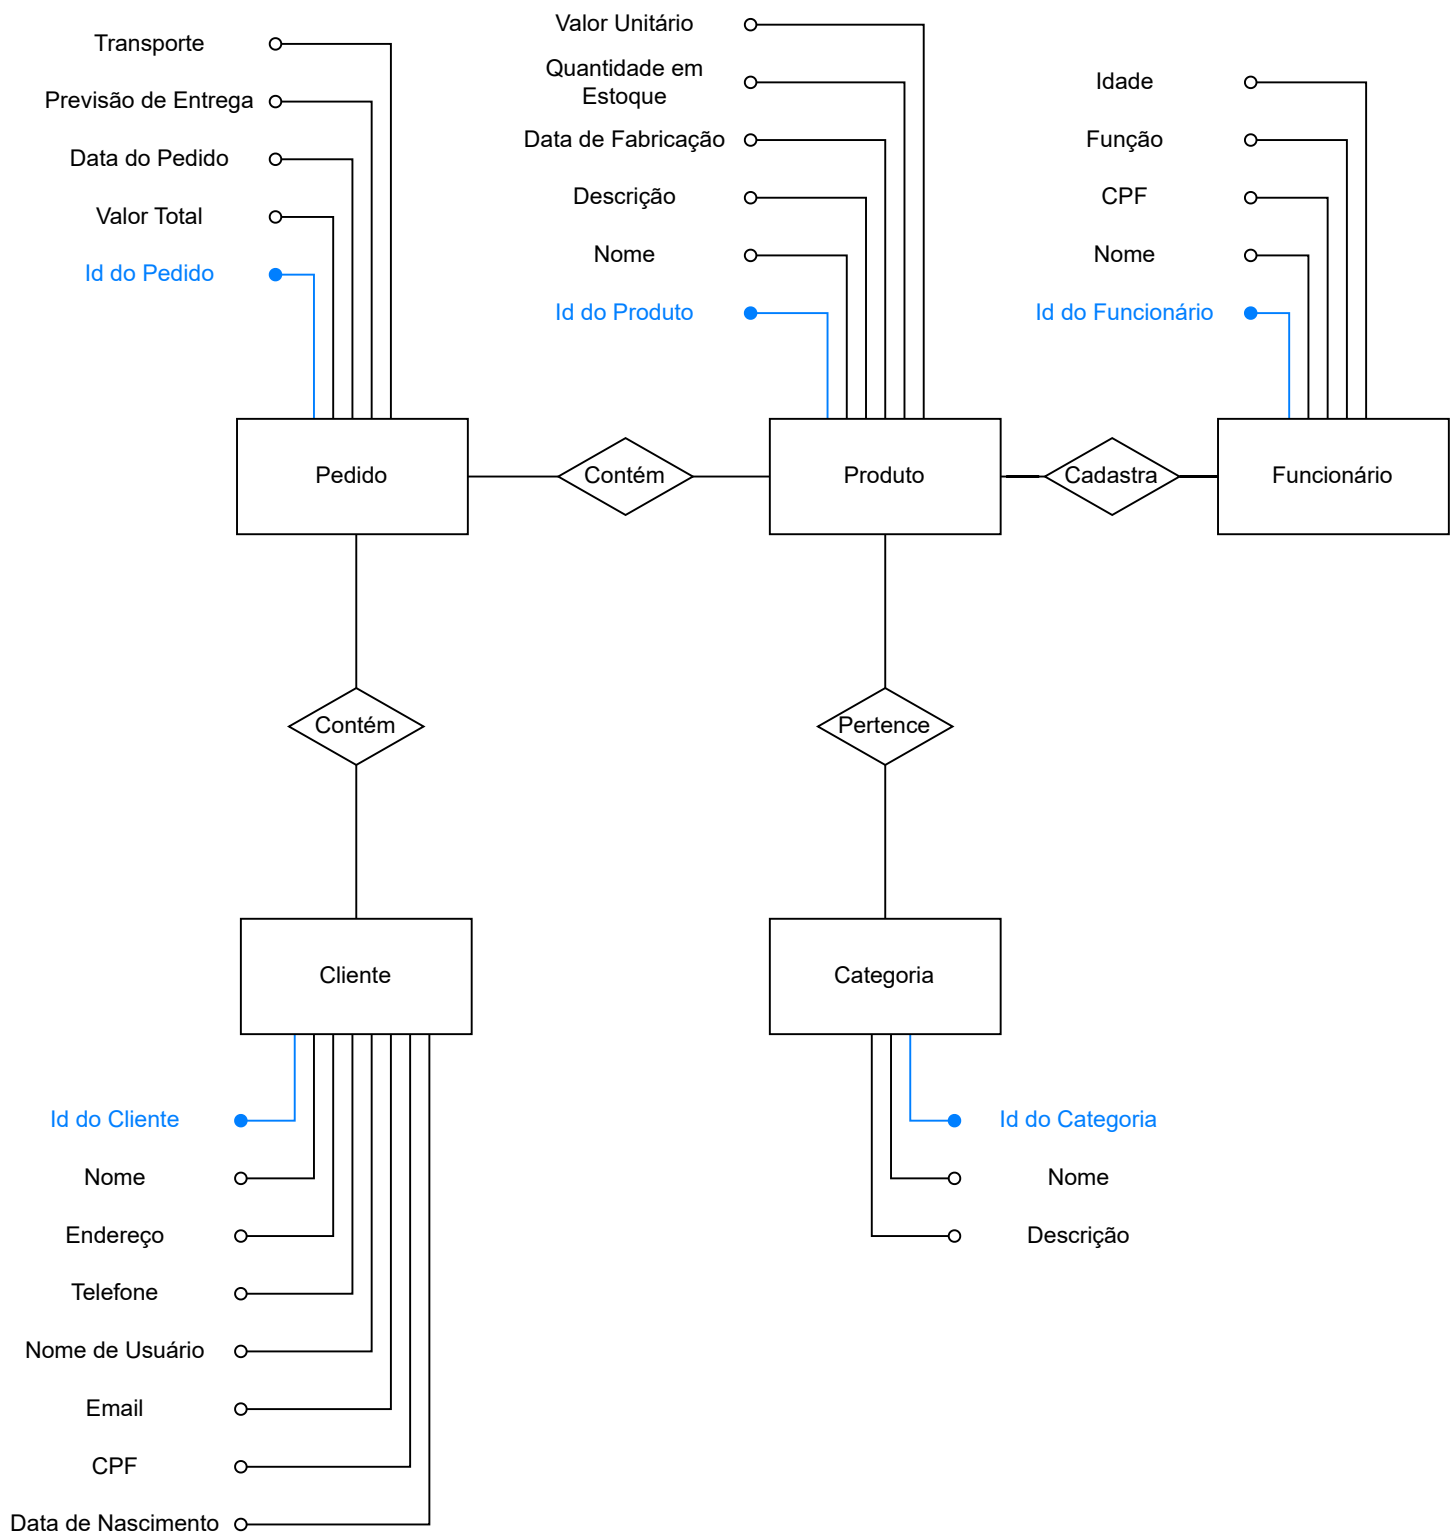 Transporte
Previsão de Entrega
Data do Pedido
Valor Total
Id do Pedido
Valor Unitário
Quantidade em
Estoque
Data de Fabricação
Descrição
Nome
Id do Produto
Idade
Função
CPF
Nome
Id do Funcionário
Pedido
Contém
Produto
Cadastra
Funcionário
Contém
Pertence
Cliente
Categoria
Id do Cliente
Nome
Endereço
Telefone
Nome de Usuário
Email
CPF
Data de Nascimento
Id do Categoria
Nome
Descrição